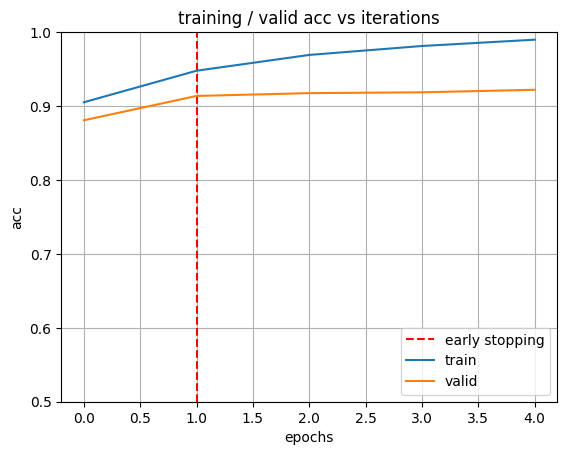 training / valid acc vs iterations
1.0
0.9
0.8
0.7
0.6
0.5
acc
early stopping
train
valid
0.0 0.5 1.0 1.5 2.0 2.5 3.0 3.5 4.0
epochs